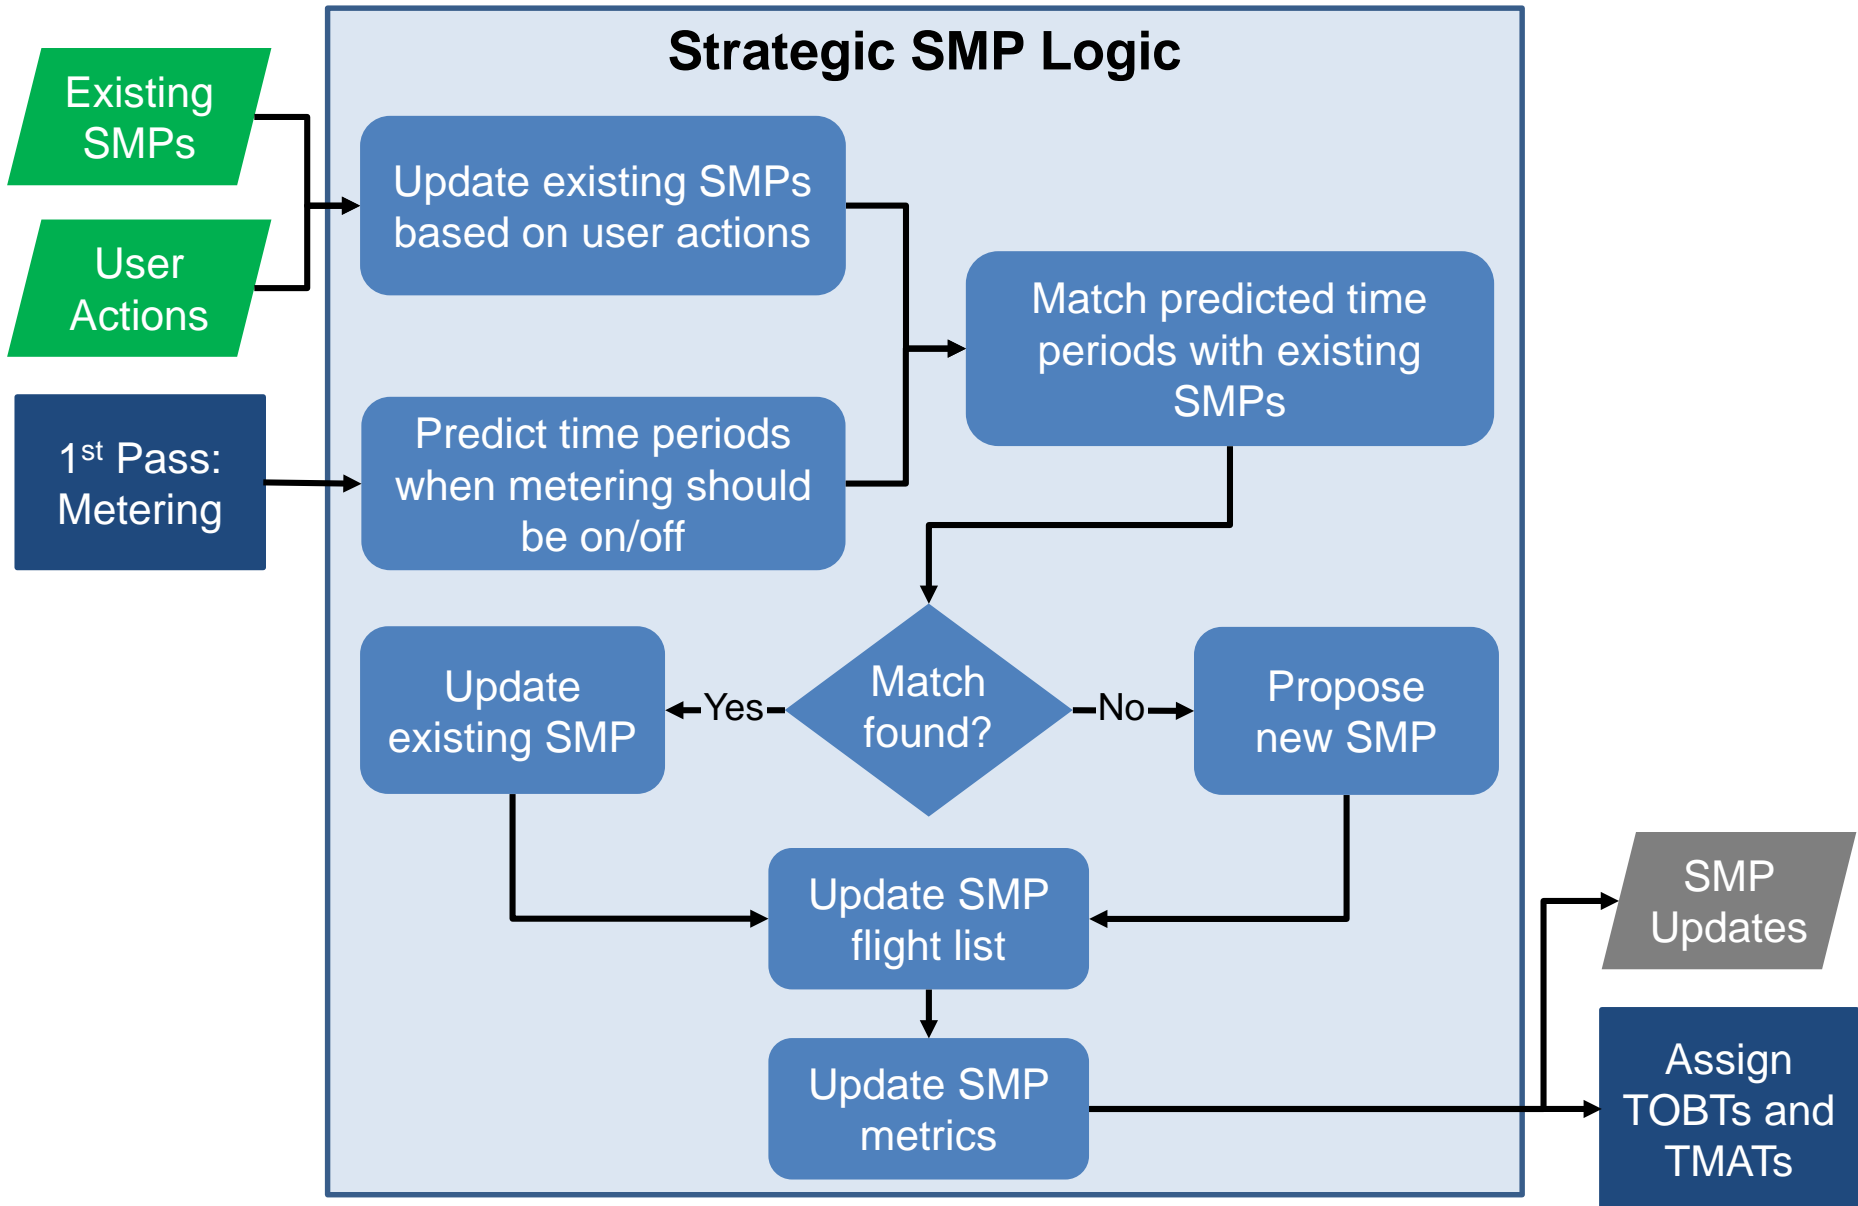 Strategic SMP Logic
Existing
SMPs
User
Actions
1st Pass:
Metering
Update existing SMPs
based on user actions
Predict time periods
when metering should
be on/off
Match predicted time
periods with existing
SMPs
Match
found?
Yes
No
Update
existing SMP
Propose
new SMP
Update SMP
flight list
Update SMP
metrics
SMP
Updates
Assign
TOBTs and
TMATs